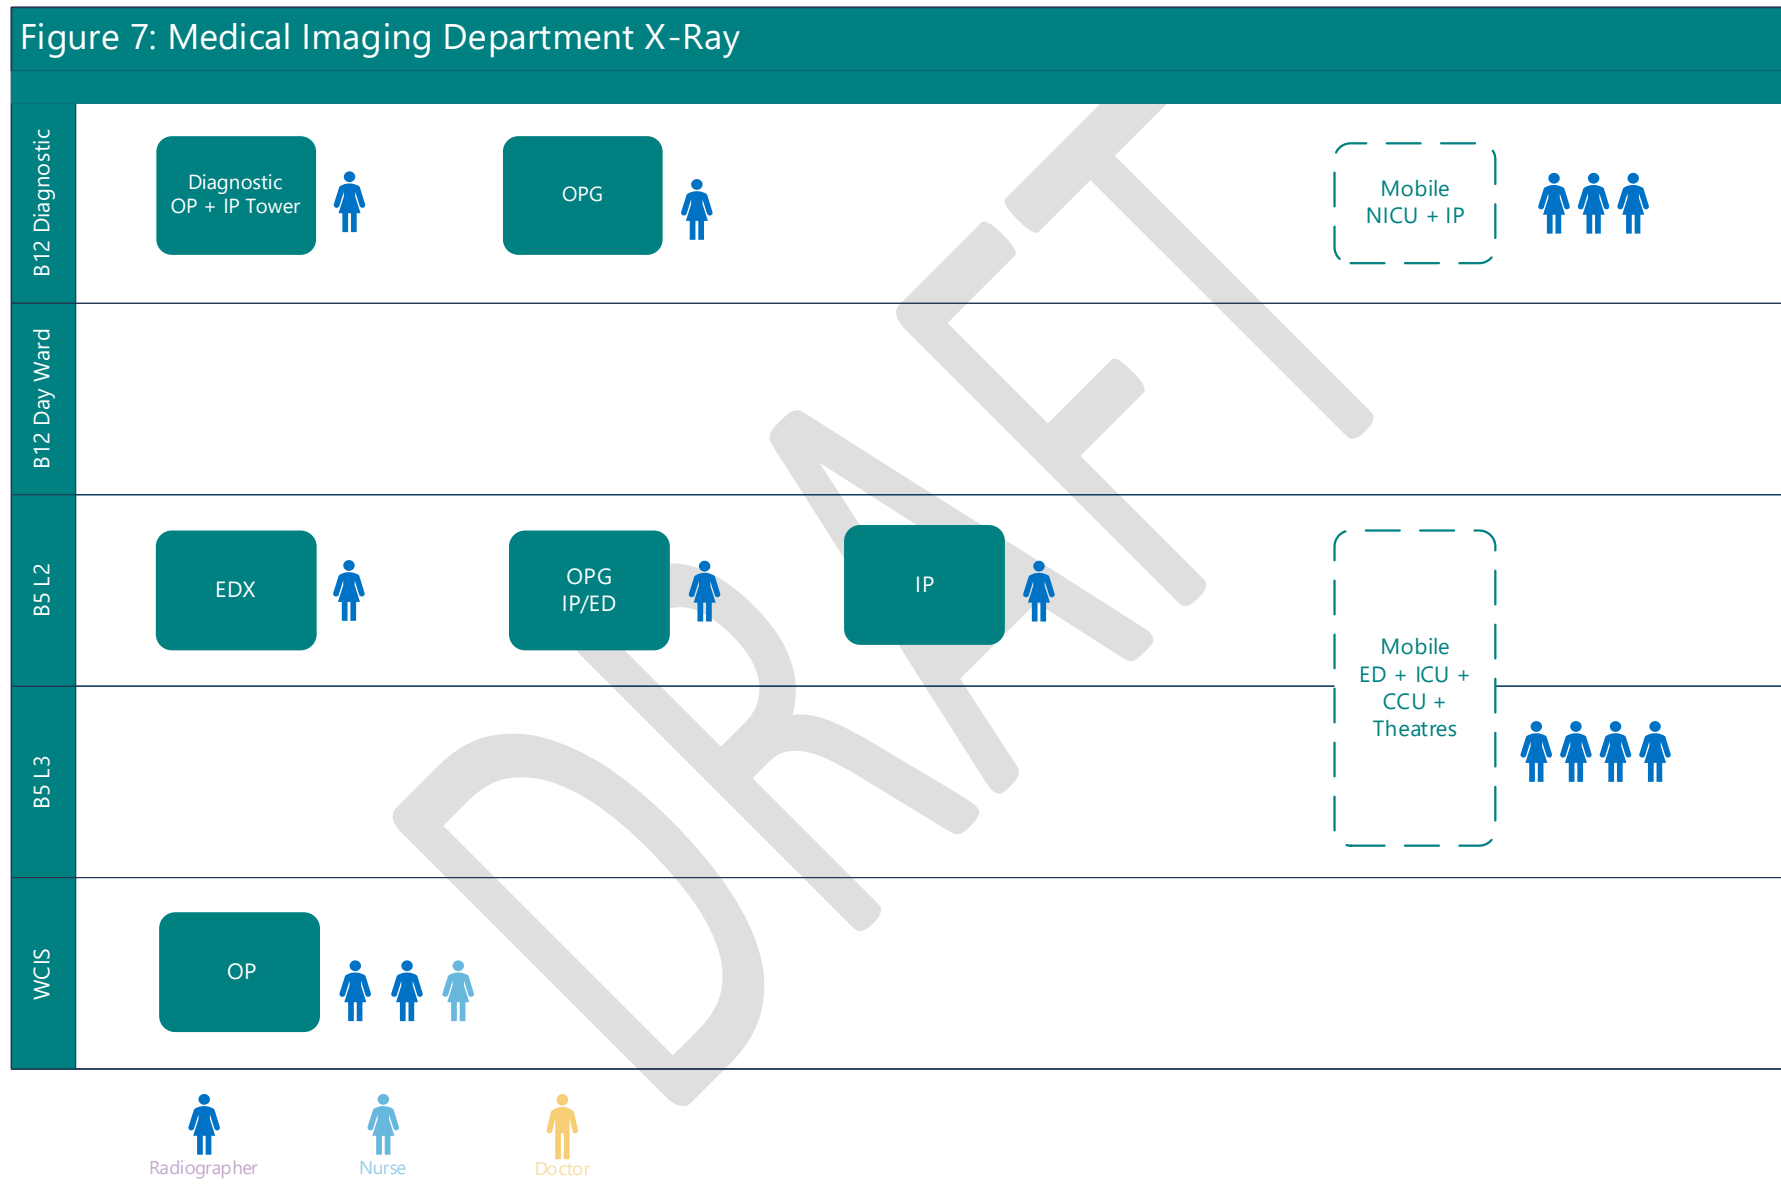 Figure 7: Medical Imaging Department X-Ray
B12 Diagnostic
Diagnostic
OP + IP Tower
OPG
Mobile
NICU + IP
B12 Day Ward
B5 L2
EDX
OPG
IP/ED
IP
Mobile
ED + ICU +
CCU +
Theatres
B5 L3
WCIS
OP
DRAFT
Radiographer
Nurse
Doctor